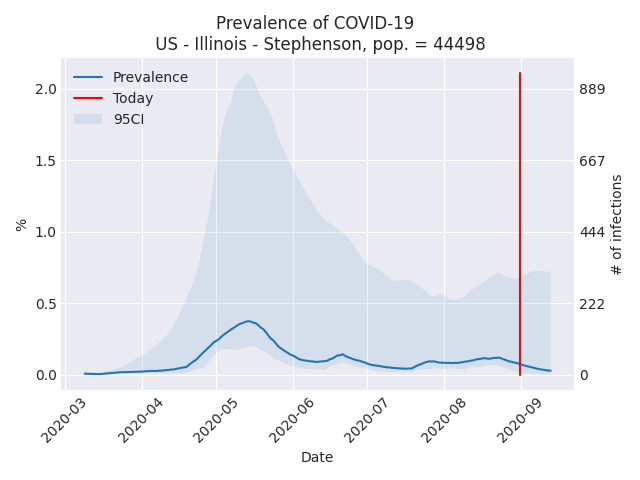 Prevalence of COVID-19
US - Illinois - Stephenson, pop. = 44498
Prevalence
Today
95CI
2.0
1.5
1.0
0.5
0.0
%
889
667
444
222
0
# of infections
2020-03
2020-04
2020-05
2020-06
2020-07
2020-08
2020-09
Date